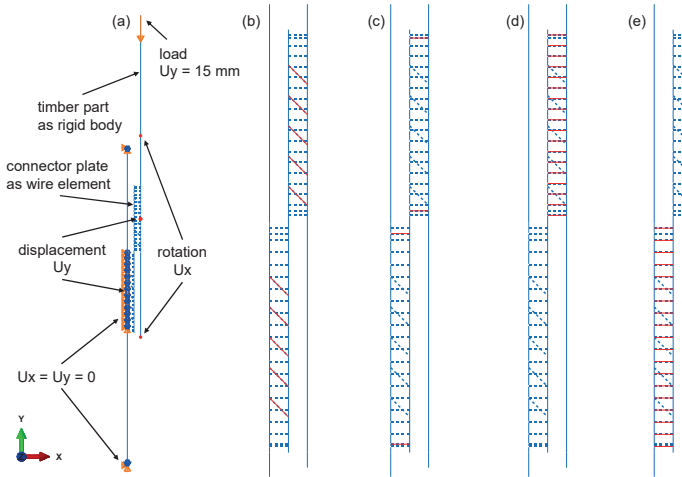 (a)
(b)
(c)
(d)
(e)
load
Uy = 15 mm
timber part
as rigid body
connector plate
as wire element
displacement
Uy
rotation
Ux
Ux = Uy = 0
Y
Z
X